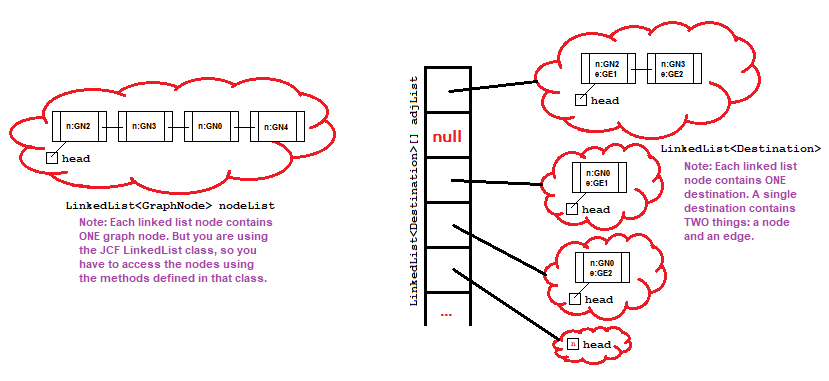 n:GN2
n:GN3
n:GN0
n:GN4
head
LinkedList<GraphNode> nodeList
Note: Each linked list node contains
ONE graph node. But you are using
the JCF LinkedList class, so you
have to access the nodes using
the methods defined in that class.
LinkedList<Destination>[] adjList
null
...
n:GN2
e:GE1
n:GN3
e:GE2
head
LinkedList<Destination>
Note: Each linked list
node contains ONE
destination. A single
destination contains
TWO things: a node
and an edge.
n:GN0
e:GE1
head
n:GN0
e:GE2
head
n head